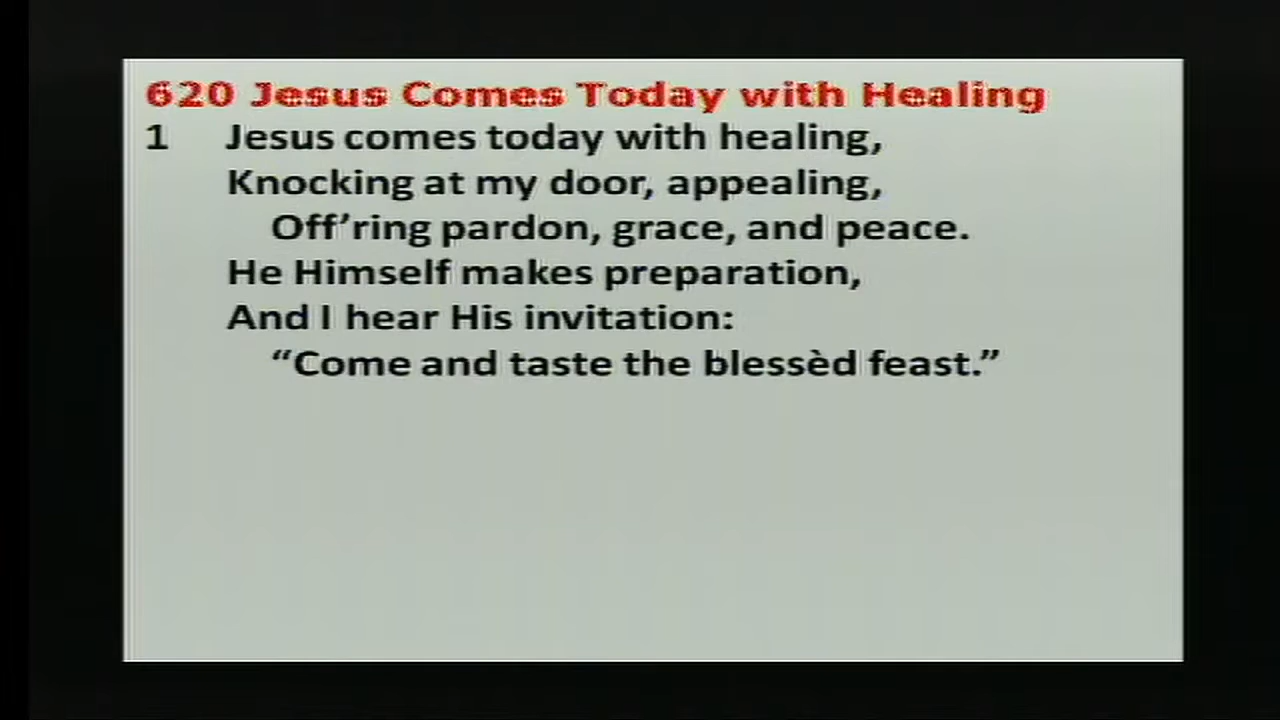 620 Jesus Comes Today with Healing
1 Jesus comes today with healing,
Knocking at my door, appealing,
Off’ring pardon, grace, and peace.
He Himself makes preparation,
And I hear His invitation:
“Come and taste the blessèd feast.”